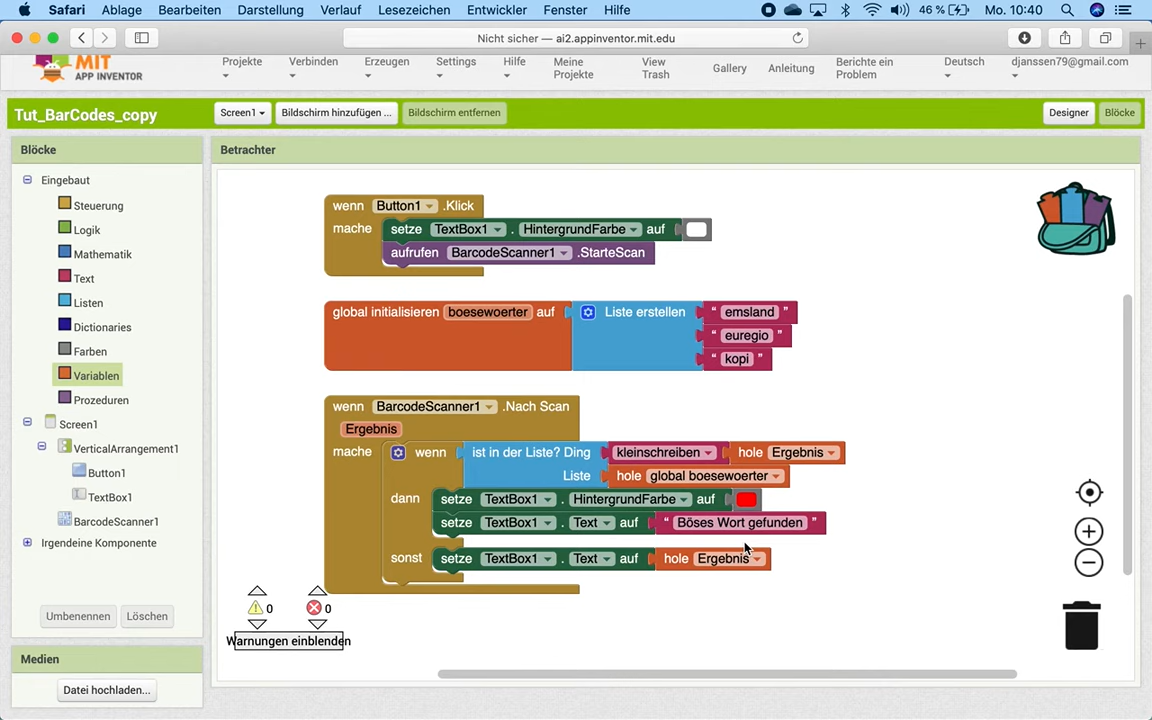 Safari Ablage Bearbeiten Darstellung Verlauf Lesezeichen Entwickler Fenster Hilfe 46 % Mo. 10:40
Nicht sicher — ai2.appinventor.mit.edu
MIT APP INVENTOR
Projekte Verbinden Erzeugen Settings Hilfe Meine Projekte View Trash Gallery Anleitung Berichte ein Problem Deutsch djanssen79@gmail.com
Tut_BarCodes_copy Screen1 Bildschirm hinzufügen ... Bildschirm entfernen Designer Blöcke
Blöcke
Eingebaut
Steuerung
Logik
Mathematik
Text
Listen
Dictionaries
Farben
Variablen
Prozeduren
Screen1
VerticalArrangement1
Button1
TextBox1
BarcodeScanner1
Irgendeine Komponente
Umbenennen Löschen
Medien
Datei hochladen...
Betrachter
wenn Button1 .Klick
mache setze TextBox1 . HintergrundFarbe auf
aufrufen BarcodeScanner1 .StarteScan
global initialisieren boesewoerter auf Liste erstellen " emsland "
" euregio "
" kopi "
wenn BarcodeScanner1 .Nach Scan
Ergebnis
mache wenn ist in der Liste? Ding kleinschreiben hole Ergebnis
Liste hole global boesewoerter
dann setze TextBox1 . HintergrundFarbe auf
setze TextBox1 . Text auf " Böses Wort gefunden "
sonst setze TextBox1 . Text auf hole Ergebnis
0 0
Warnungen einblenden